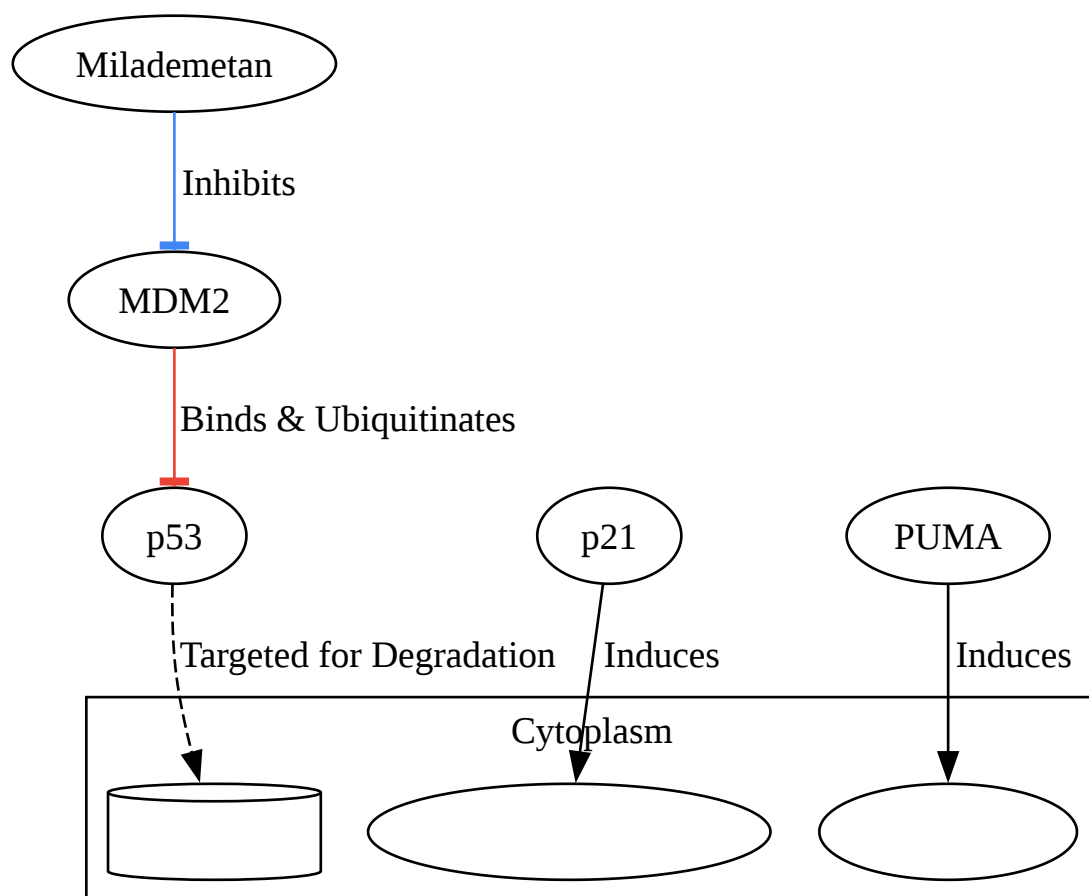 Milademetan
Inhibits
MDM2
Binds & Ubiquitinates
p53
p21
PUMA
Targeted for Degradation
Induces
Induces
Cytoplasm